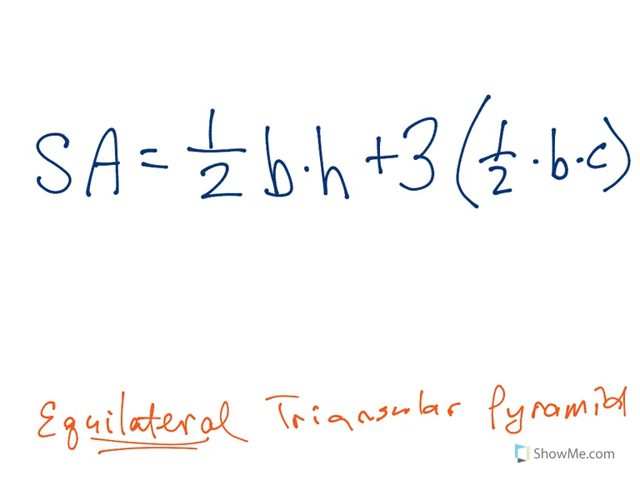 SA = 1/2 b · h + 3 (1/2 · b · c)
Equilateral Triangular Pyramid
ShowMe.com